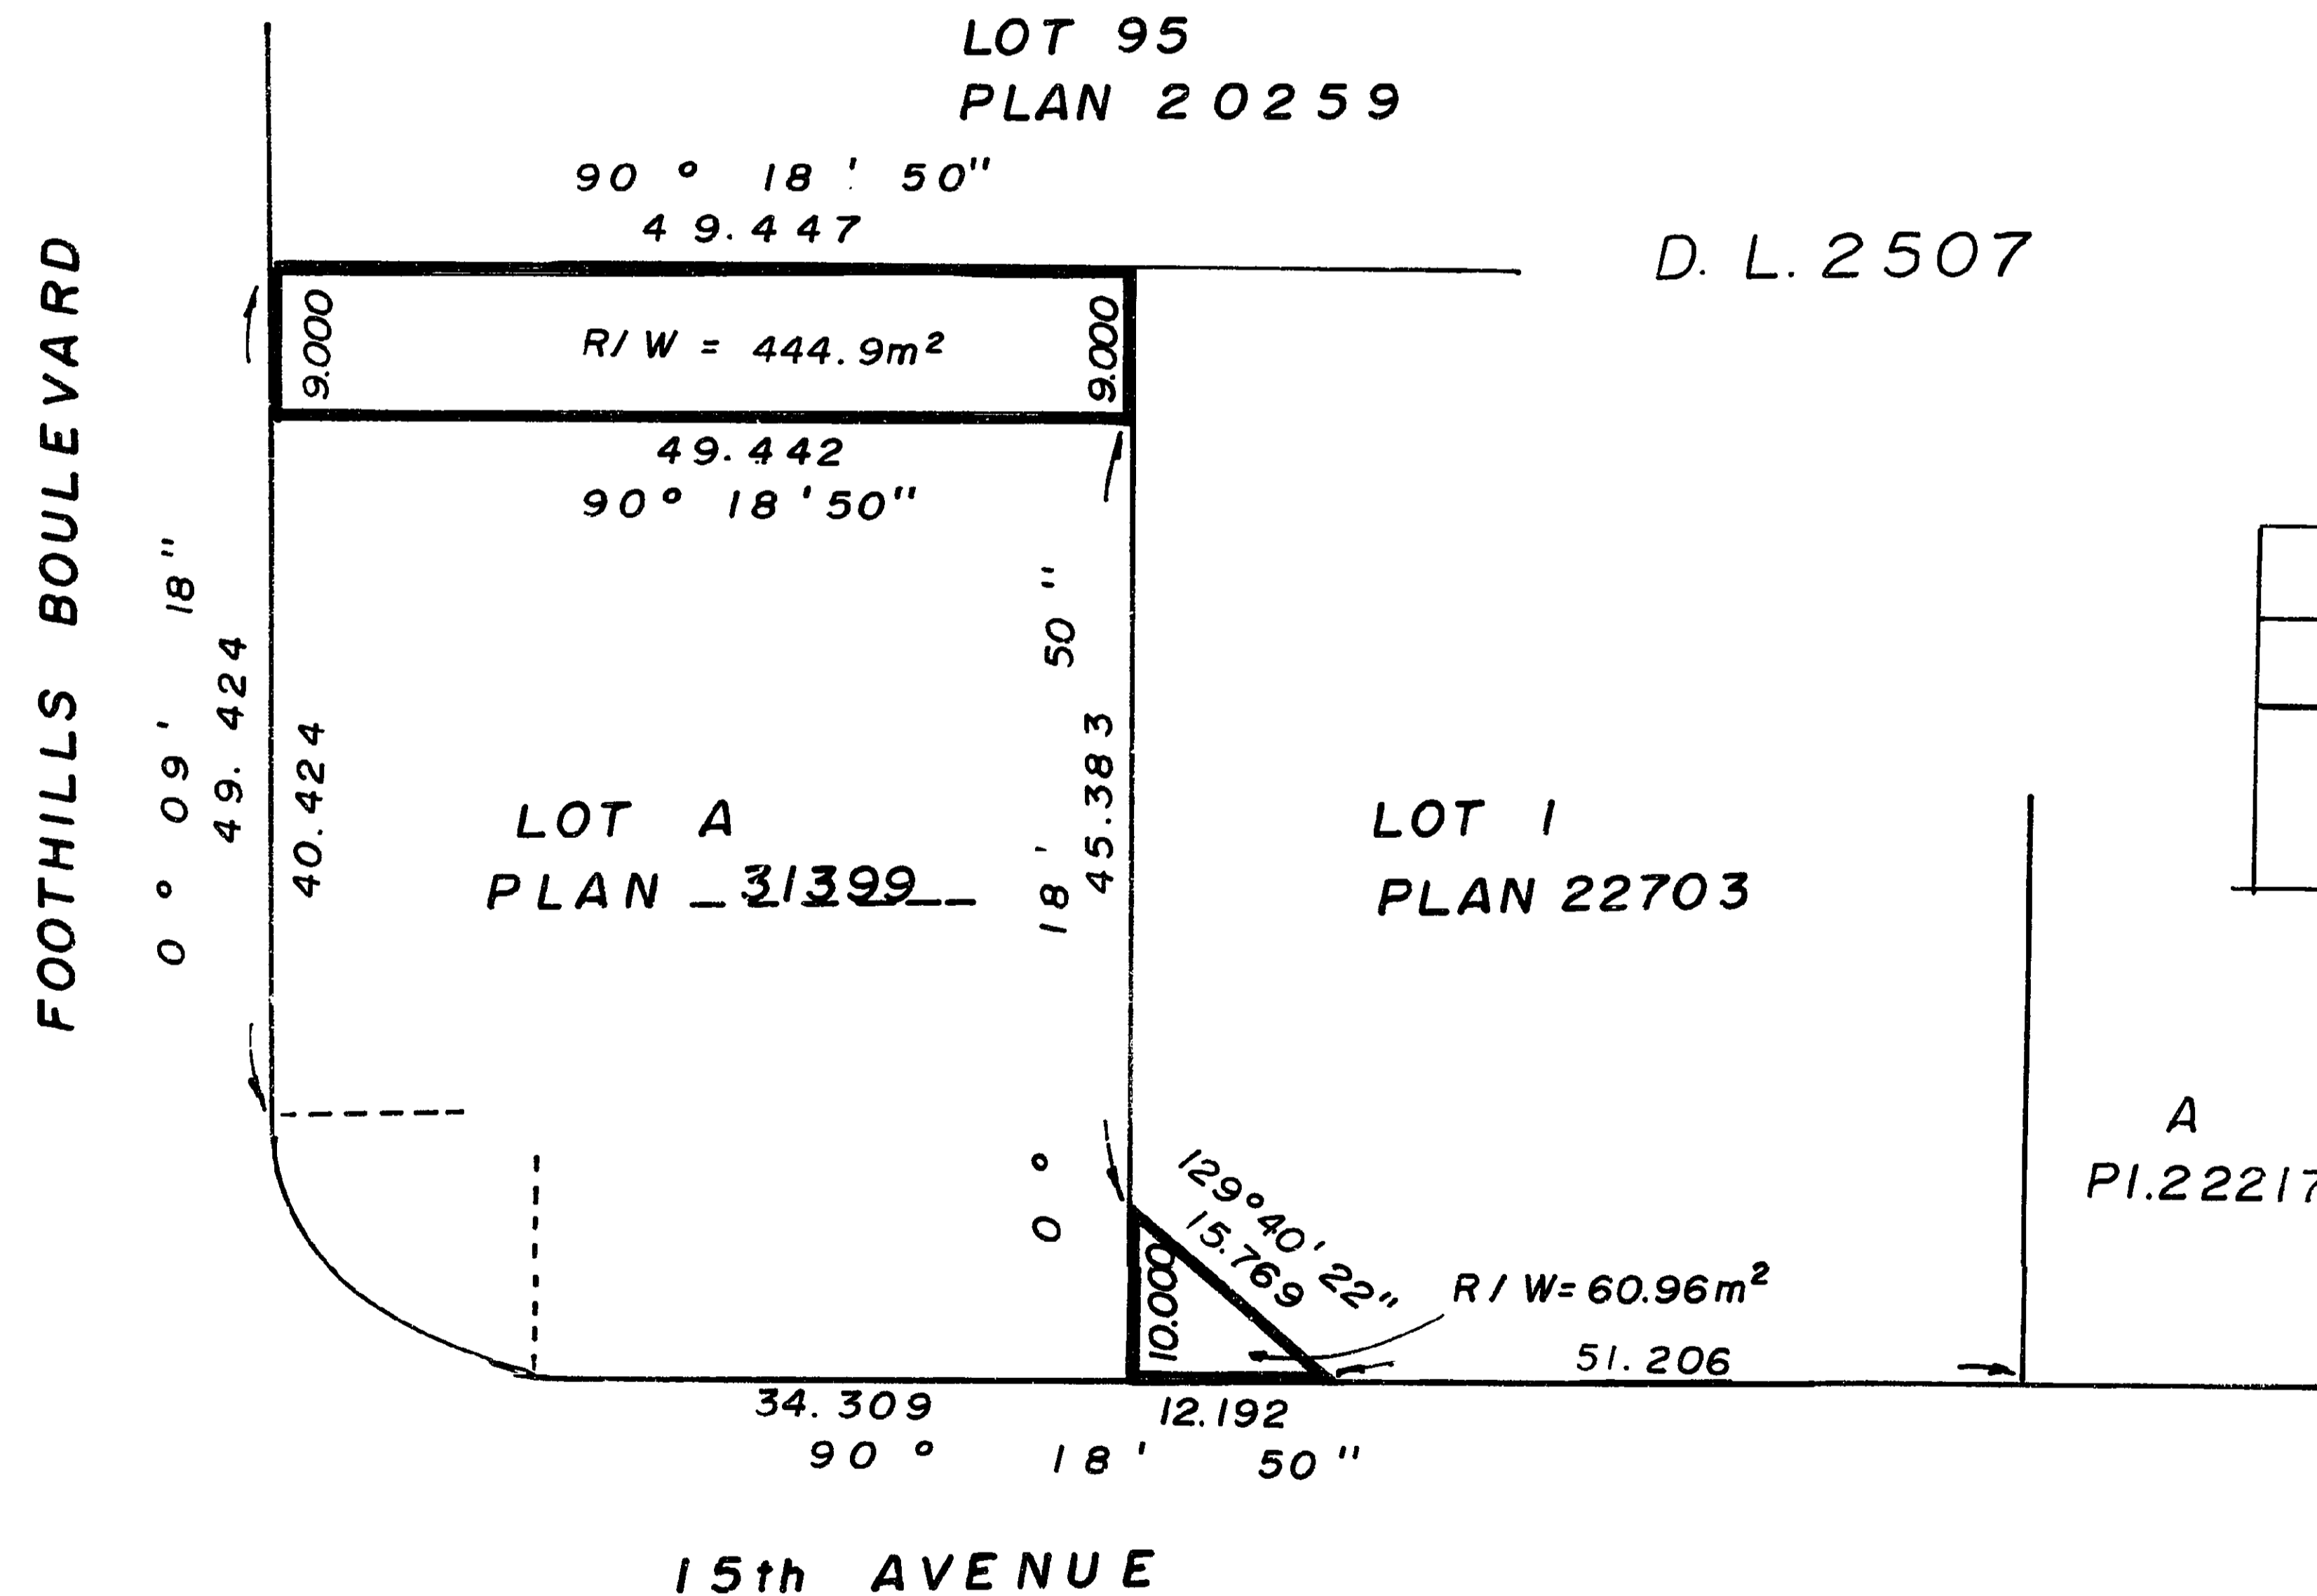 LOT 95
PLAN 20259
90° 18' 50"
49.447
D. L. 2507
FOOTHILLS BOULEVARD
9.000
R/W = 444.9m²
9.000
49.442
90° 18' 50"
0° 09' 18"
49.424
40.424
0° 18' 50"
45.383
LOT A
PLAN 31399
LOT 1
PLAN 22703
A
Pl.22217
129°40'22"
15.769
10.000
R/W=60.96m²
51.206
34.309
12.192
90° 18' 50"
15th AVENUE